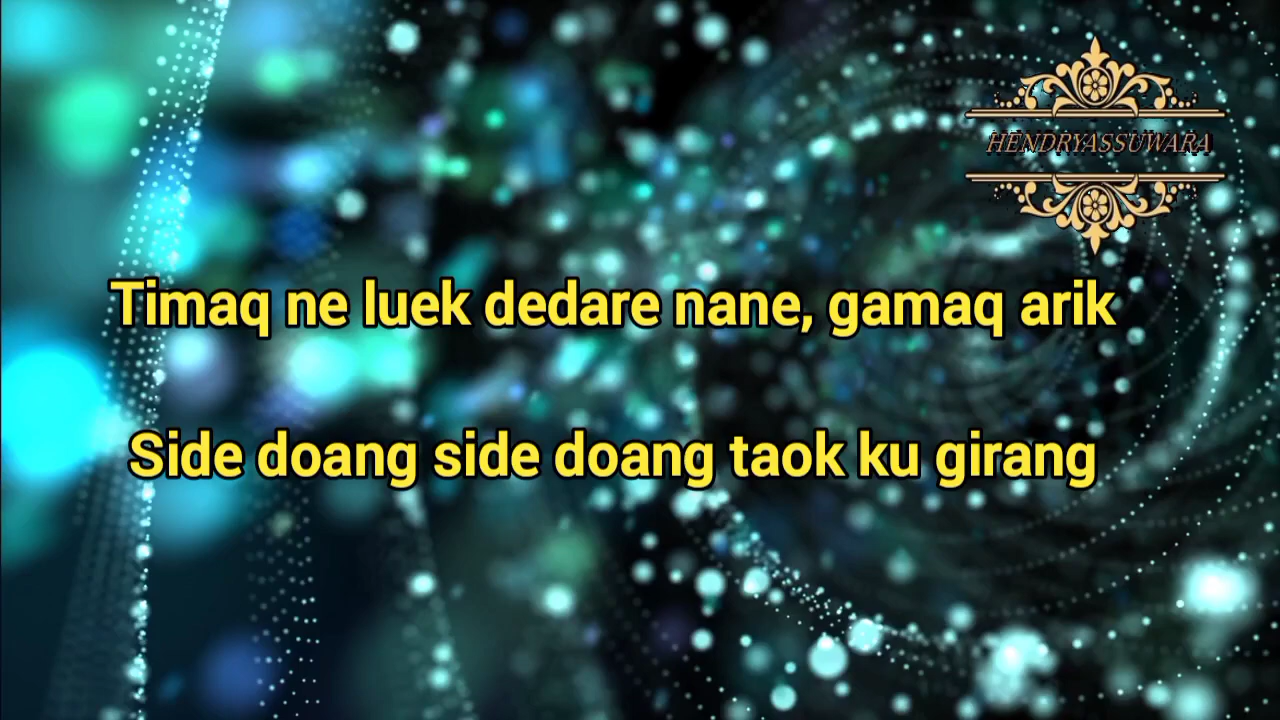 HENDRYASSUWARA
Timaq ne luek dedare nane, gamaq arik
Side doang side doang taok ku girang